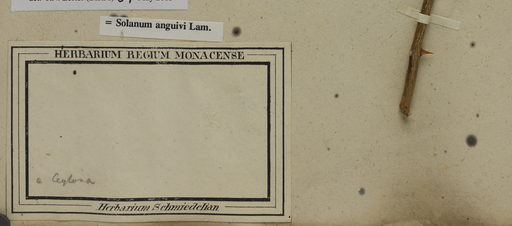 = Solanum anguivi Lam.
HERBARIUM REGIUM MONACENSE
e Ceylona
Herbarium Schmiedelian